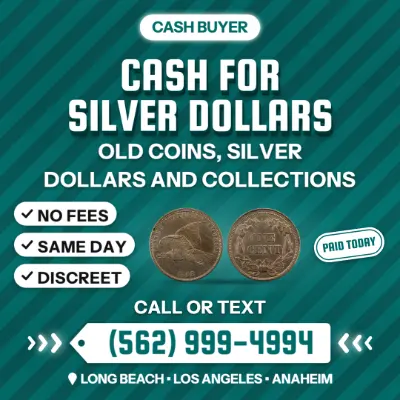 CASH BUYER
CASH FOR
SILVER DOLLARS
OLD COINS, SILVER
DOLLARS AND COLLECTIONS
NO FEES
SAME DAY
DISCREET
PAID TODAY
CALL OR TEXT
(562) 999-4994
LONG BEACH • LOS ANGELES • ANAHEIM